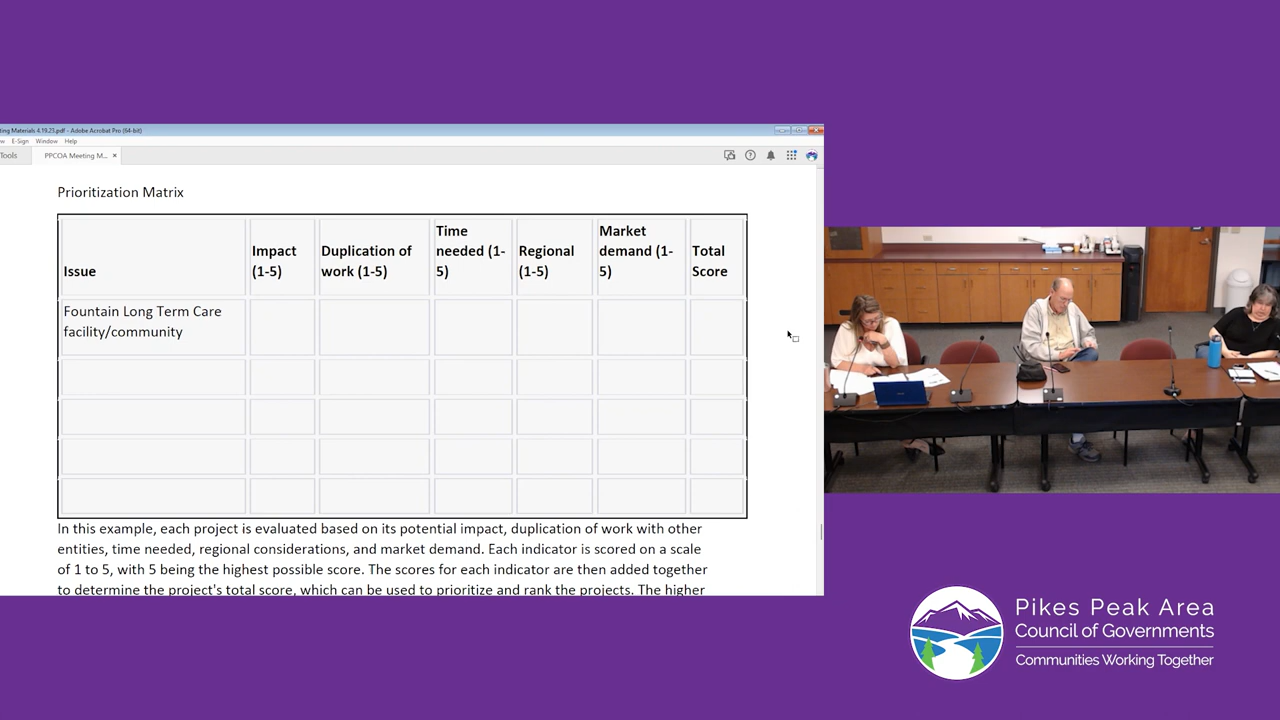 ting Materials 4.19.23.pdf - Adobe Acrobat Pro (64-bit)
w E-Sign Window Help
Tools PPCOA Meeting M... ×
Prioritization Matrix
Issue Impact (1-5) Duplication of work (1-5) Time needed (1-5) Regional (1-5) Market demand (1-5) Total Score
Fountain Long Term Care
facility/community
In this example, each project is evaluated based on its potential impact, duplication of work with other
entities, time needed, regional considerations, and market demand. Each indicator is scored on a scale
of 1 to 5, with 5 being the highest possible score. The scores for each indicator are then added together
to determine the project's total score, which can be used to prioritize and rank the projects. The higher
Pikes Peak Area
Council of Governments
Communities Working Together